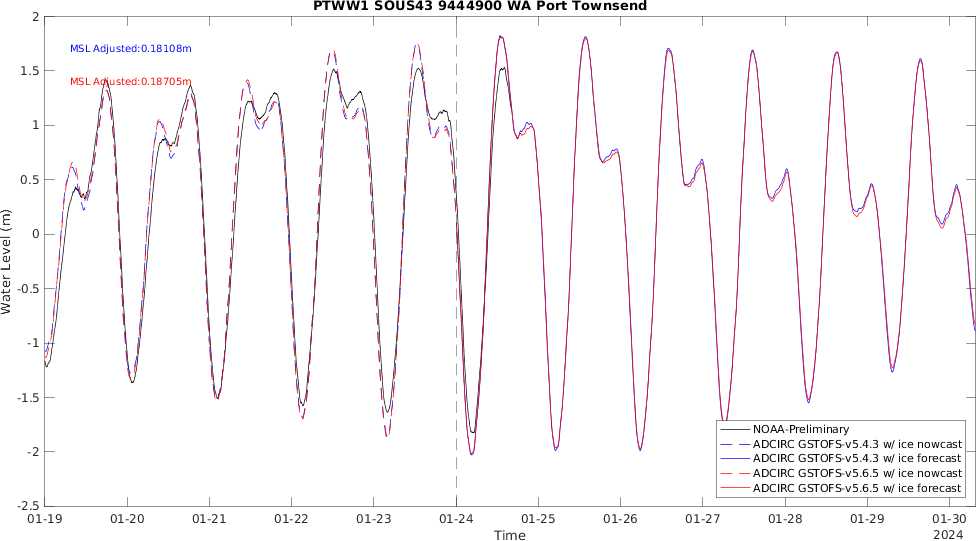 PTWW1 SOUS43 9444900 WA Port Townsend
MSL Adjusted:0.18108m
MSL Adjusted:0.18705m
2
1.5
1
0.5
0
-0.5
-1
-1.5
-2
-2.5
Water Level (m)
NOAA-Preliminary
ADCIRC GSTOFS-v5.4.3 w/ ice nowcast
ADCIRC GSTOFS-v5.4.3 w/ ice forecast
ADCIRC GSTOFS-v5.6.5 w/ ice nowcast
ADCIRC GSTOFS-v5.6.5 w/ ice forecast
01-19 01-20 01-21 01-22 01-23 01-24 01-25 01-26 01-27 01-28 01-29 01-30
Time
2024